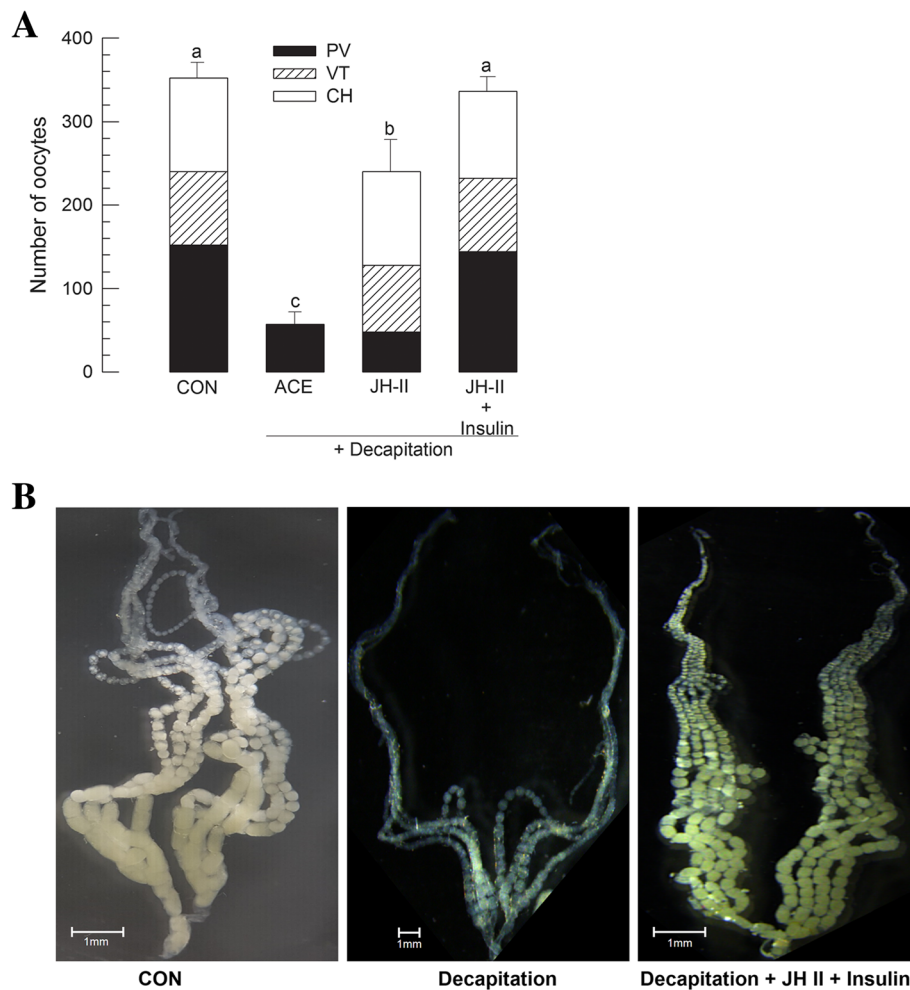 A
400
300
200
100
0
Number of oocytes
PV
VT
CH
a
c
b
a
CON
ACE
JH-II
JH-II
+
Insulin
+ Decapitation
B
1mm
1mm
1mm
CON
Decapitation
Decapitation + JH II + Insulin